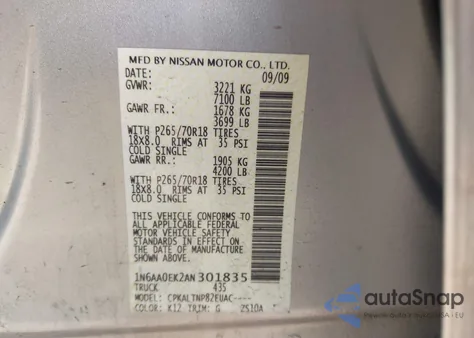 MFD BY NISSAN MOTOR CO., LTD.
DATE: 09/09
GVWR: 3221 KG
7100 LB
GAWR FR.: 1678 KG
3699 LB
WITH P265/70R18 TIRES
18x8.0 RIMS AT 35 PSI
COLD SINGLE
GAWR RR.: 1905 KG
4200 LB
WITH P265/70R18 TIRES
18x8.0 RIMS AT 35 PSI
COLD SINGLE
THIS VEHICLE CONFORMS TO
ALL APPLICABLE FEDERAL
MOTOR VEHICLE SAFETY
STANDARDS IN EFFECT ON
THE DATE OF MANUFACTURE
SHOWN ABOVE.
1N6AA0EK2AN301835
TRUCK 435
MODEL: CPKALTNP82EUAC----
COLOR: K12 TRIM: G ZS10A
autoSnap